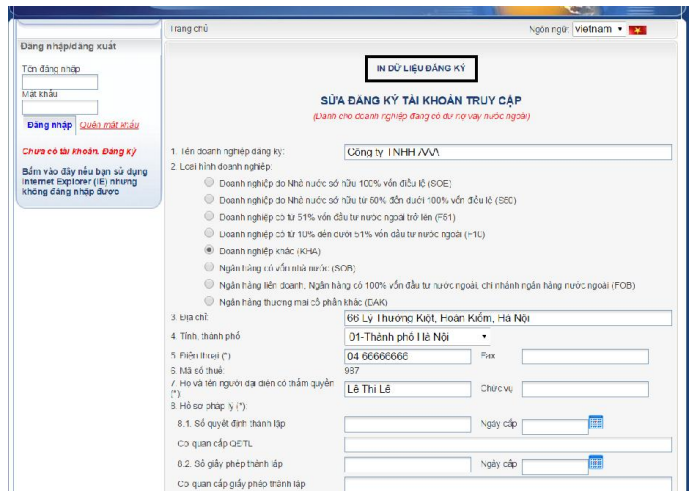 Trang chủ
Ngôn ngữ: vietnam
Đăng nhập/đăng xuất
Tên đăng nhập
Mật khẩu
Đăng nhập Quên mật khẩu
Chưa có tài khoản. Đăng ký
Bấm vào đây nếu bạn sử dụng
Internet Explorer (IE) nhưng
không đăng nhập được
IN DỮ LIỆU ĐĂNG KÝ
SỬA ĐĂNG KÝ TÀI KHOẢN TRUY CẬP
(Dành cho doanh nghiệp đang có dư nợ vay nước ngoài)
1. Tên doanh nghiệp đăng ký: Công ty TNHH AAA
2. Loại hình doanh nghiệp:
Doanh nghiệp do Nhà nước sở hữu 100% vốn điều lệ (SOE)
Doanh nghiệp do Nhà nước sở hữu từ 50% đến dưới 100% vốn điều lệ (S50)
Doanh nghiệp có từ 51% vốn đầu tư nước ngoài trở lên (F51)
Doanh nghiệp có từ 10% đến dưới 51% vốn đầu tư nước ngoài (F10)
Doanh nghiệp khác (KHA)
Ngân hàng có vốn nhà nước (SOB)
Ngân hàng liên doanh, Ngân hàng có 100% vốn đầu tư nước ngoài, chi nhánh ngân hàng nước ngoài (FOB)
Ngân hàng thương mại cổ phần khác (BAK)
3. Địa chỉ: 66 Lý Thường Kiệt, Hoàn Kiếm, Hà Nội
4. Tỉnh, thành phố 01-Thành phố Hà Nội
5. Điện thoại (*) 04 66666666 Fax
6. Mã số thuế: 987
7. Họ và tên người đại diện có thẩm quyền
(*) Lê Thị Lê Chức vụ
8. Hồ sơ pháp lý (*):
8.1. Số quyết định thành lập Ngày cấp
Cơ quan cấp QĐTL
8.2. Số giấy phép thành lập Ngày cấp
Cơ quan cấp giấy phép thành lập